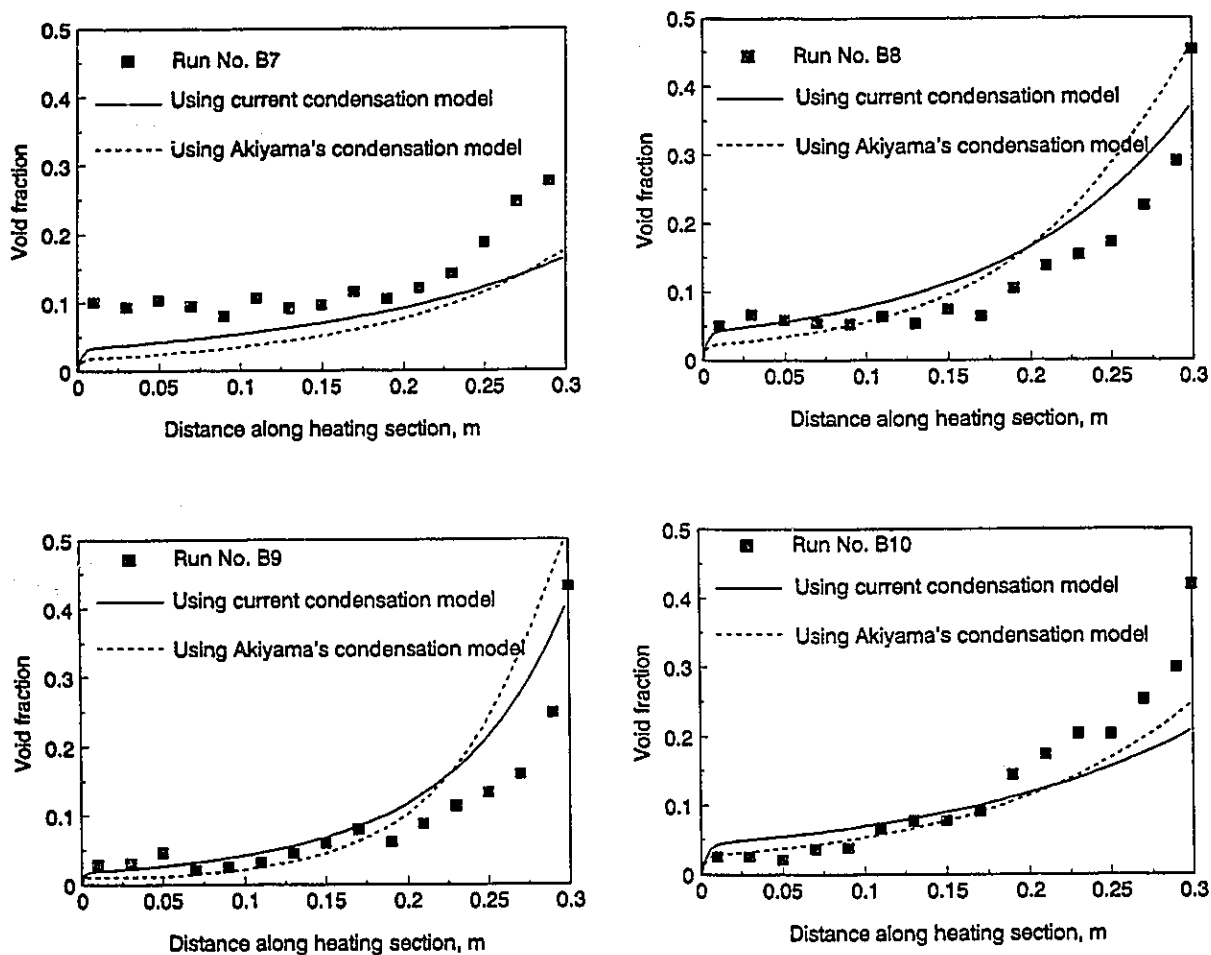 0.5
Run No. B7
Using current condensation model
0.4
Using Akiyama's condensation model
0.3
Void fraction
0.2
0.1
0
0 0.05 0.1 0.15 0.2 0.25 0.3
Distance along heating section, m
0.5
Run No. B8
Using current condensation model
0.4
Using Akiyama's condensation model
0.3
Void fraction
0.2
0.1
0
0 0.05 0.1 0.15 0.2 0.25 0.3
Distance along heating section, m
0.5
Run No. B9
Using current condensation model
0.4
Using Akiyama's condensation model
0.3
Void fraction
0.2
0.1
0
0 0.05 0.1 0.15 0.2 0.25 0.3
Distance along heating section, m
0.5
Run No. B10
Using current condensation model
0.4
Using Akiyama's condensation model
0.3
Void fraction
0.2
0.1
0
0 0.05 0.1 0.15 0.2 0.25 0.3
Distance along heating section, m